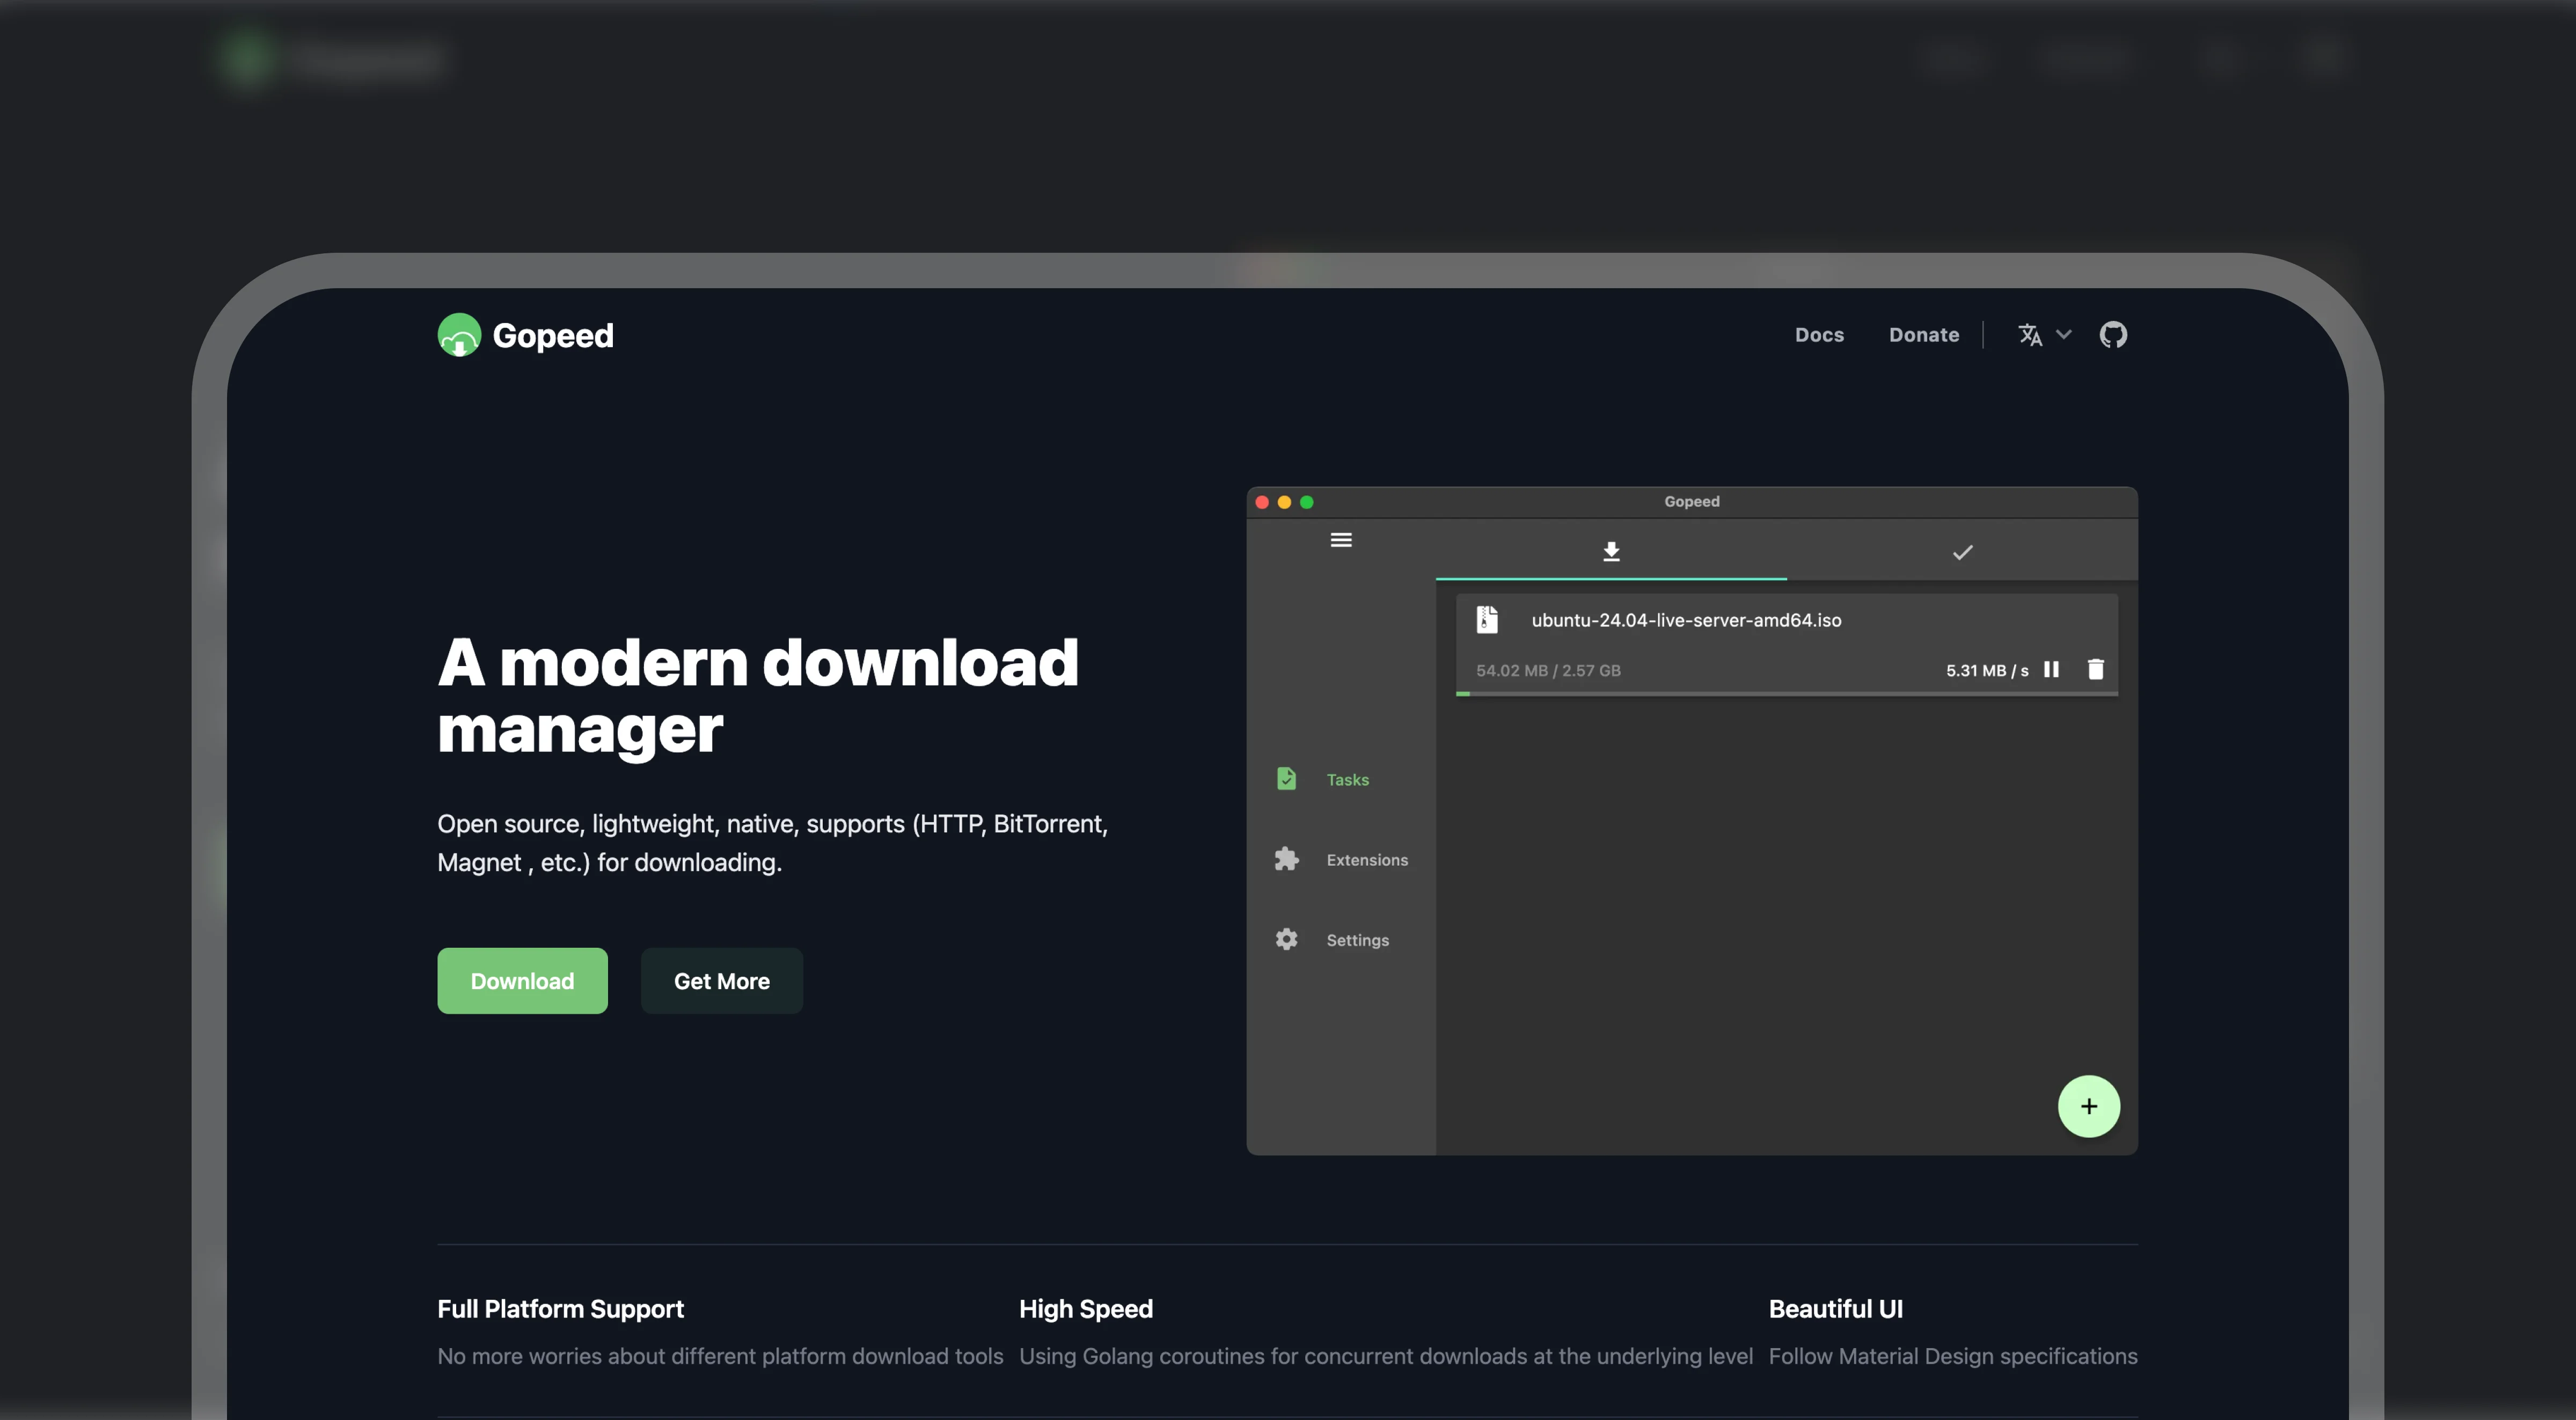 Gopeed
Docs
Donate
A modern download
manager
Open source, lightweight, native, supports (HTTP, BitTorrent,
Magnet , etc.) for downloading.
Download
Get More
Gopeed
ubuntu-24.04-live-server-amd64.iso
54.02 MB / 2.57 GB
5.31 MB / s
Tasks
Extensions
Settings
Full Platform Support
No more worries about different platform download tools
High Speed
Using Golang coroutines for concurrent downloads at the underlying level
Beautiful UI
Follow Material Design specifications